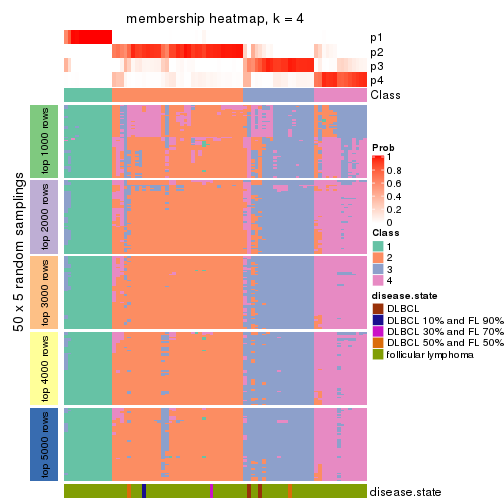 membership heatmap, k = 4
p1
p2
p3
p4
Class
50 x 5 random samplings
top 1000 rows
top 2000 rows
top 3000 rows
top 4000 rows
top 5000 rows
Prob
1
0.8
0.6
0.4
0.2
0
Class
1
2
3
4
disease.state
DLBCL
DLBCL 10% and FL 90%
DLBCL 30% and FL 70%
DLBCL 50% and FL 50%
follicular lymphoma
disease.state